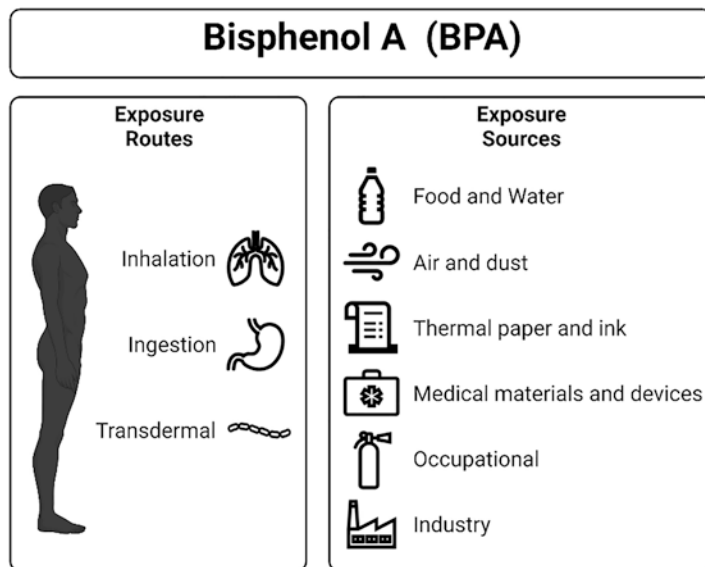 Bisphenol A (BPA)
Exposure
Routes
Inhalation
Ingestion
Transdermal
Exposure
Sources
Food and Water
Air and dust
Thermal paper and ink
Medical materials and devices
Occupational
Industry